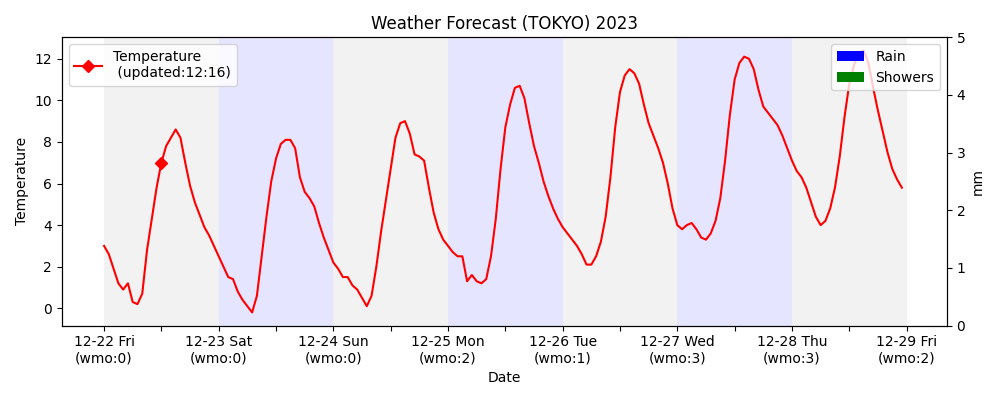 Weather Forecast (TOKYO) 2023
Temperature
(updated:12:16)
Rain
Showers
Temperature
12
10
8
6
4
2
0
5
4
3
2
1
0
mm
12-22 Fri
(wmo:0)
12-23 Sat
(wmo:0)
12-24 Sun
(wmo:0)
12-25 Mon
(wmo:2)
12-26 Tue
(wmo:1)
12-27 Wed
(wmo:3)
12-28 Thu
(wmo:3)
12-29 Fri
(wmo:2)
Date